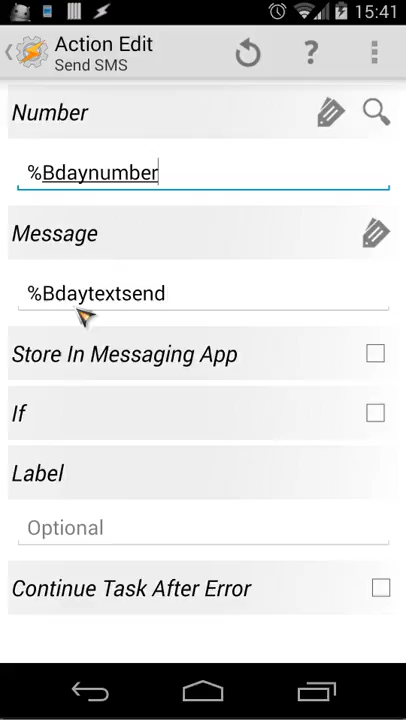 15:41
Action Edit
Send SMS
?
Number
%Bdaynumber
Message
%Bdaytextsend
Store In Messaging App
If
Label
Optional
Continue Task After Error